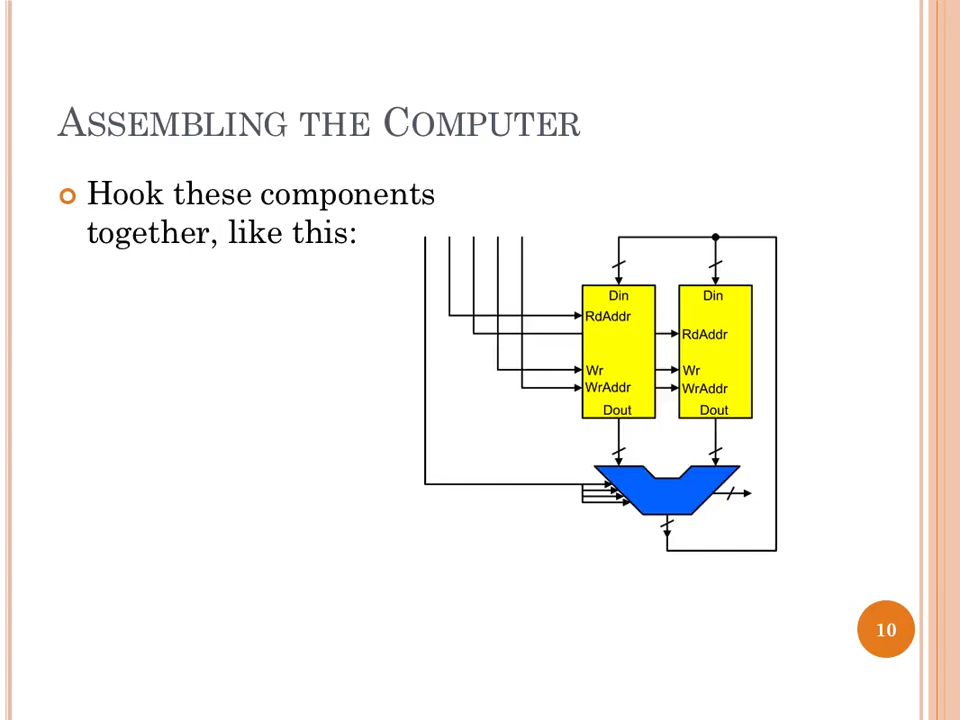 ASSEMBLING THE COMPUTER
Hook these components
together, like this:
Din
Din
RdAddr
RdAddr
Wr
Wr
WrAddr
WrAddr
Dout
Dout
10